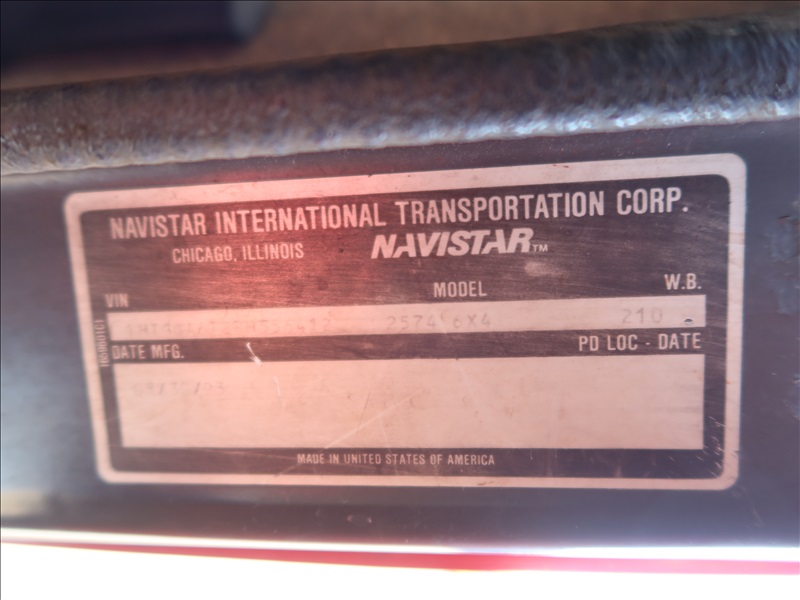 NAVISTAR INTERNATIONAL TRANSPORTATION CORP.
CHICAGO, ILLINOIS NAVISTAR™
VIN MODEL W.B.
2574 6X4 210
DATE MFG. PD LOC - DATE
MADE IN UNITED STATES OF AMERICA